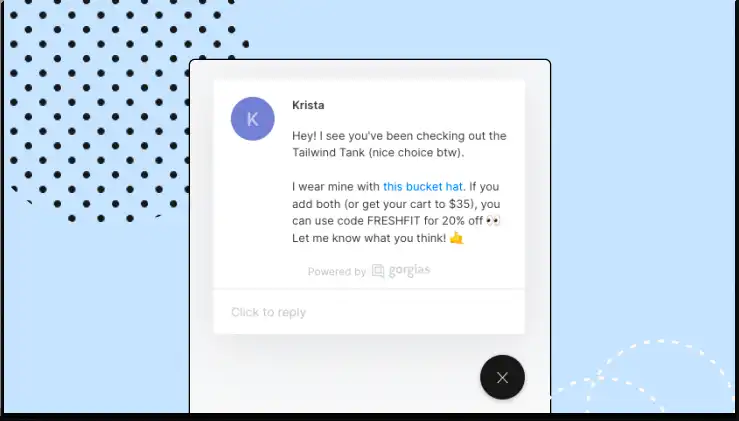 K
Krista
Hey! I see you've been checking out the
Tailwind Tank (nice choice btw).
I wear mine with this bucket hat. If you
add both (or get your cart to $35), you
can use code FRESHFIT for 20% off 👀
Let me know what you think! 🤙
Powered by gorgias
Click to reply